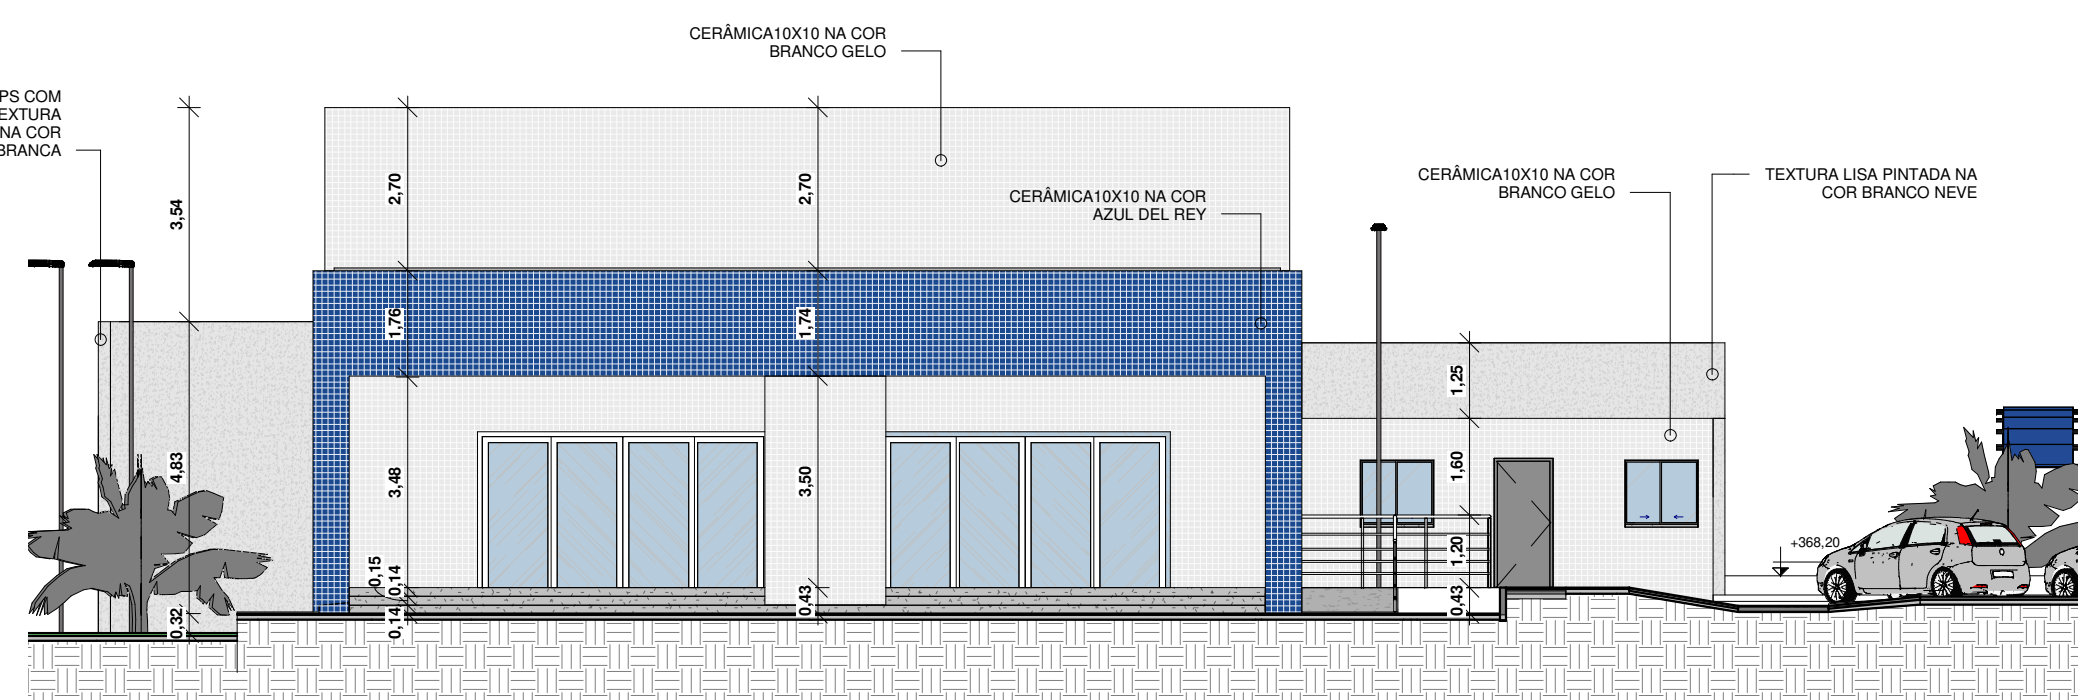 CERÂMICA10X10 NA COR
BRANCO GELO
PS COM
EXTURA
NA COR
BRANCA
CERÂMICA10X10 NA COR
BRANCO GELO
TEXTURA LISA PINTADA NA
COR BRANCO NEVE
CERÂMICA10X10 NA COR
AZUL DEL REY
3,54
2,70
2,70
1,76
1,74
1,25
4,83
3,48
3,50
1,60
0,15
0,14
0,14
0,43
1,20
0,43
0,32
+368,20